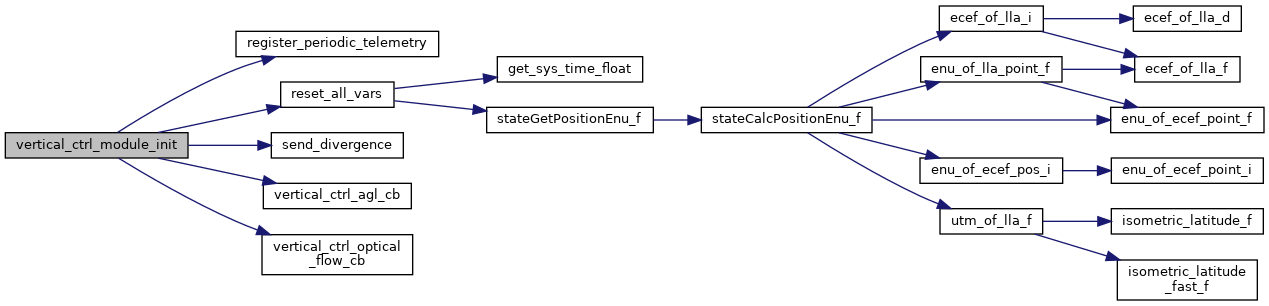 vertical_ctrl_module_init
register_periodic_telemetry
reset_all_vars
send_divergence
vertical_ctrl_agl_cb
vertical_ctrl_optical
_flow_cb
get_sys_time_float
stateGetPositionEnu_f
stateCalcPositionEnu_f
ecef_of_lla_i
enu_of_lla_point_f
enu_of_ecef_pos_i
utm_of_lla_f
ecef_of_lla_d
ecef_of_lla_f
enu_of_ecef_point_f
enu_of_ecef_point_i
isometric_latitude_f
isometric_latitude
_fast_f